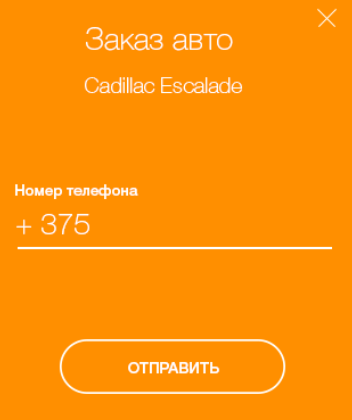 Заказ авто
Cadillac Escalade
Номер телефона
+ 375
ОТПРАВИТЬ